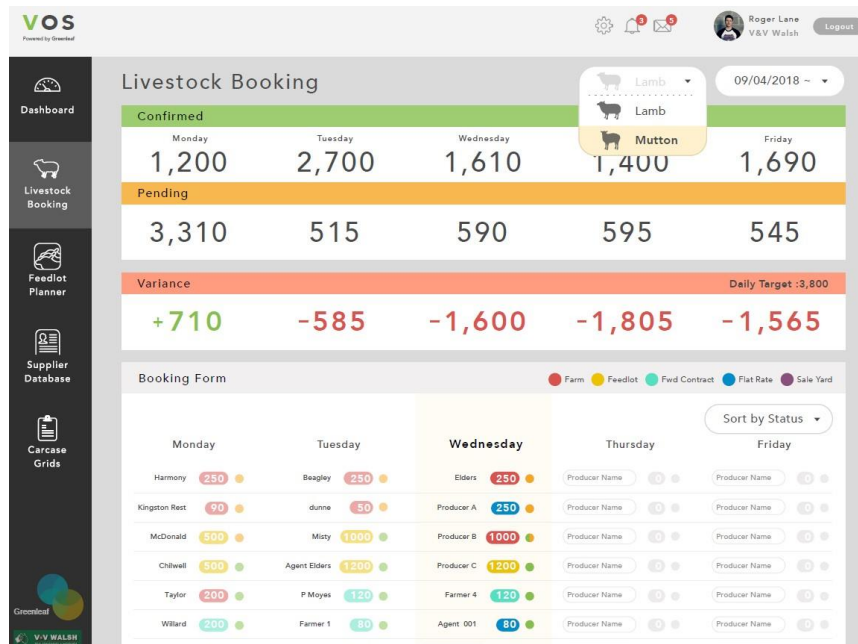 VOS
Powered by Greenleaf
3
5
Roger Lane
V&V Walsh
Logout
Dashboard
Livestock
Booking
Feedlot
Planner
Supplier
Database
Carcase
Grids
Greenleaf
V&V WALSH
Livestock Booking
Lamb
09/04/2018 ~
Lamb
Mutton
Confirmed
Monday Tuesday Wednesday Friday
1,200 2,700 1,610 1,400 1,690
Pending
3,310 515 590 595 545
Variance Daily Target :3,800
+710 -585 -1,600 -1,805 -1,565
Booking Form Farm Feedlot Fwd Contract Flat Rate Sale Yard
Sort by Status
Monday Tuesday Wednesday Thursday Friday
Harmony 250 Beagley 250 Elders 250 Producer Name 0 Producer Name 0
Kingston Rest 90 dunne 50 Producer A 250 Producer Name 0 Producer Name 0
McDonald 500 Misty 1000 Producer B 1000 Producer Name 0 Producer Name 0
Chilwell 500 Agent Elders 1200 Producer C 1200 Producer Name 0 Producer Name 0
Taylor 200 P Moyes 120 Farmer 4 120 Producer Name 0 Producer Name 0
Willard 200 Farmer 1 80 Agent 001 80 Producer Name 0 Producer Name 0